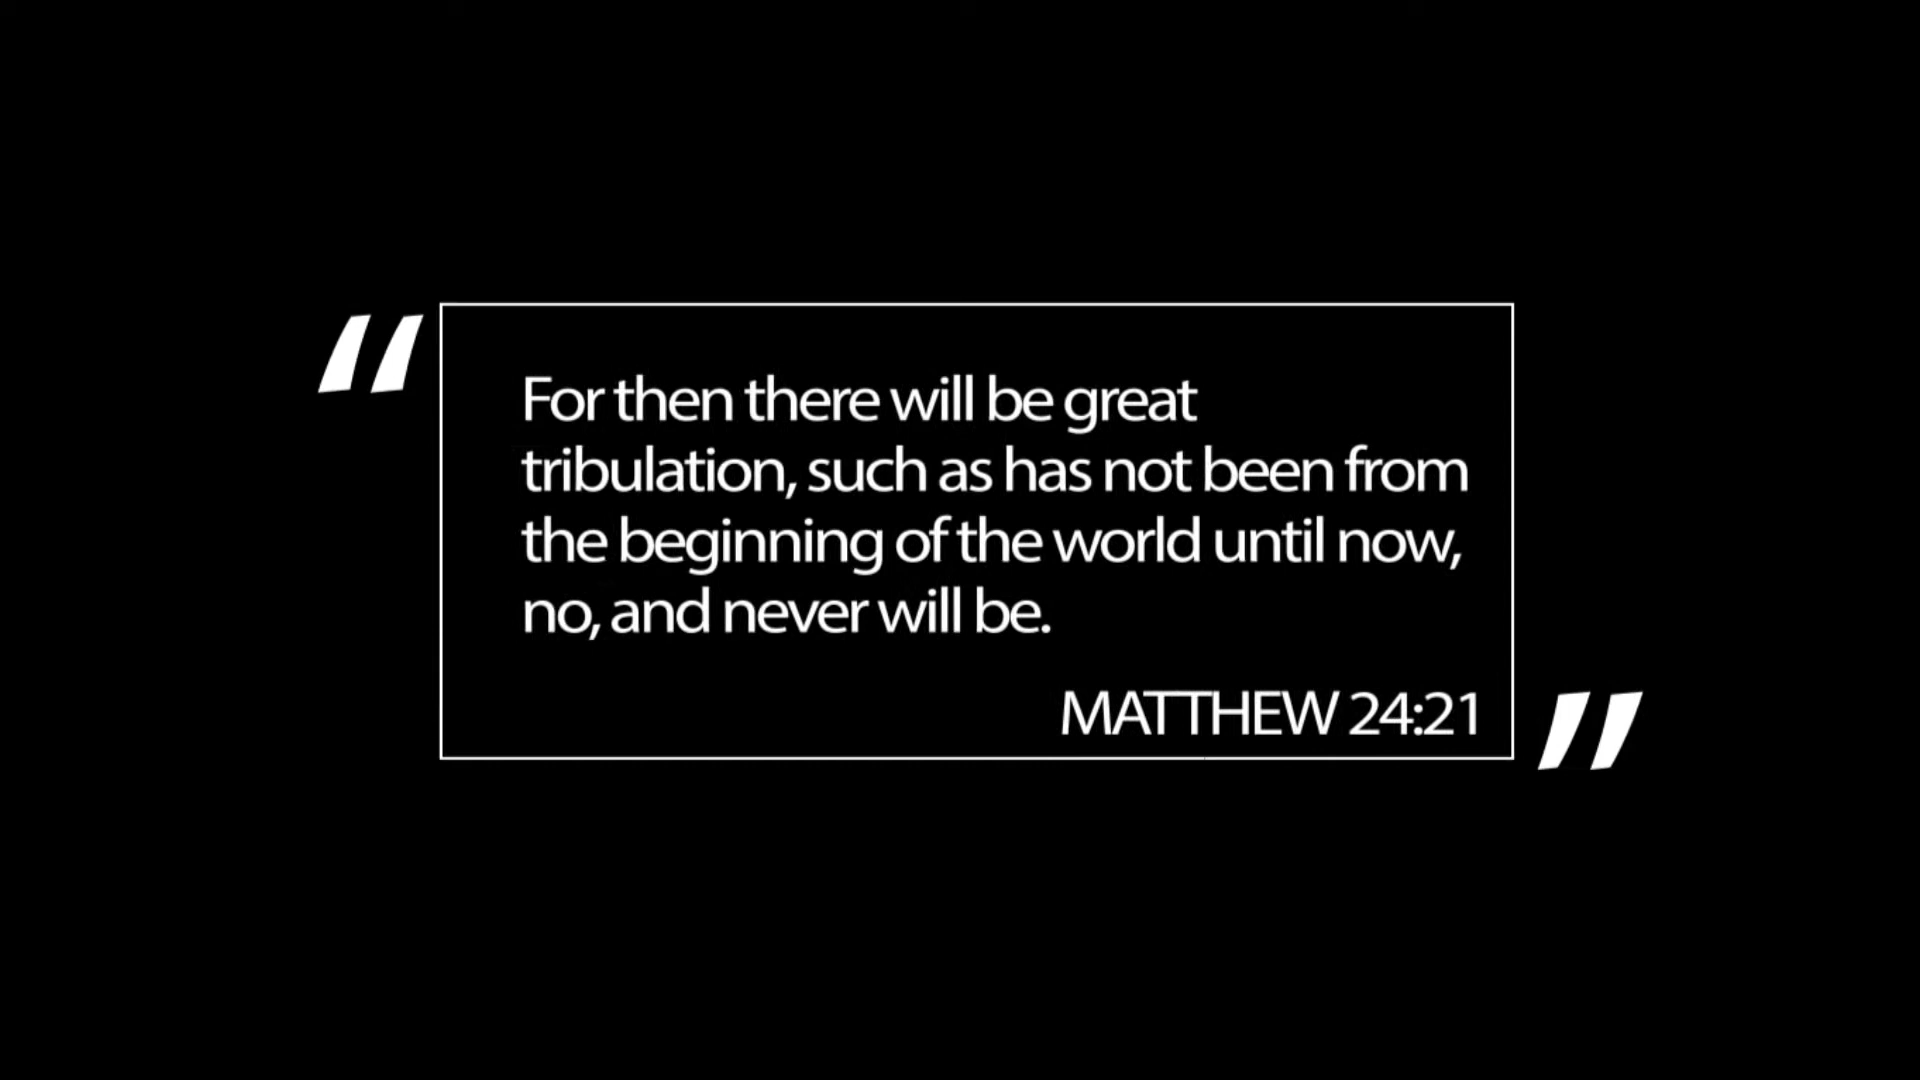 “
For then there will be great
tribulation, such as has not been from
the beginning of the world until now,
no, and never will be.
MATTHEW 24:21
”